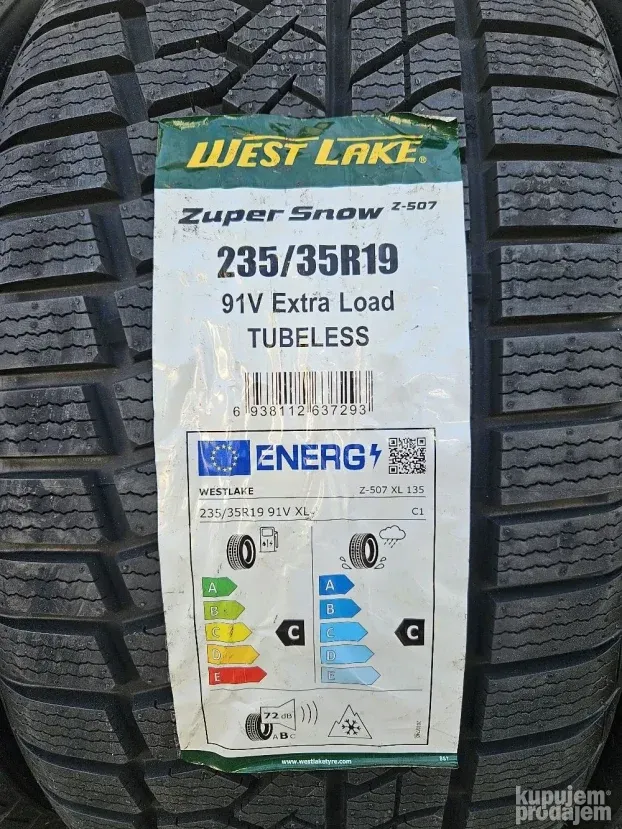 WEST LAKE®
Zuper Snow Z-507
235/35R19
91V Extra Load
TUBELESS
6 938112 637293
ENERG
WESTLAKE Z-507 XL 135
235/35R19 91V XL C1
A
B
C
D
E
C
A
B
C
D
E
C
72 dB
A B C
www.westlaketyre.com
kupujem
prodajem